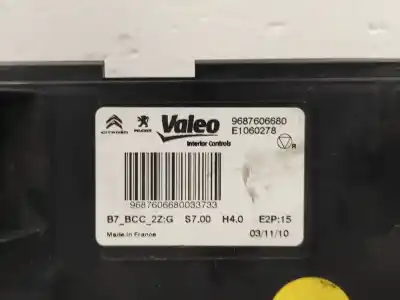 CITROËN PEUGEOT Valeo 9687606680
E1060278
Interior Controls
R
9687606680033733
B7_BCC_2Z:G S7.00 H4.0 E2P:15
Made in France 03/11/10